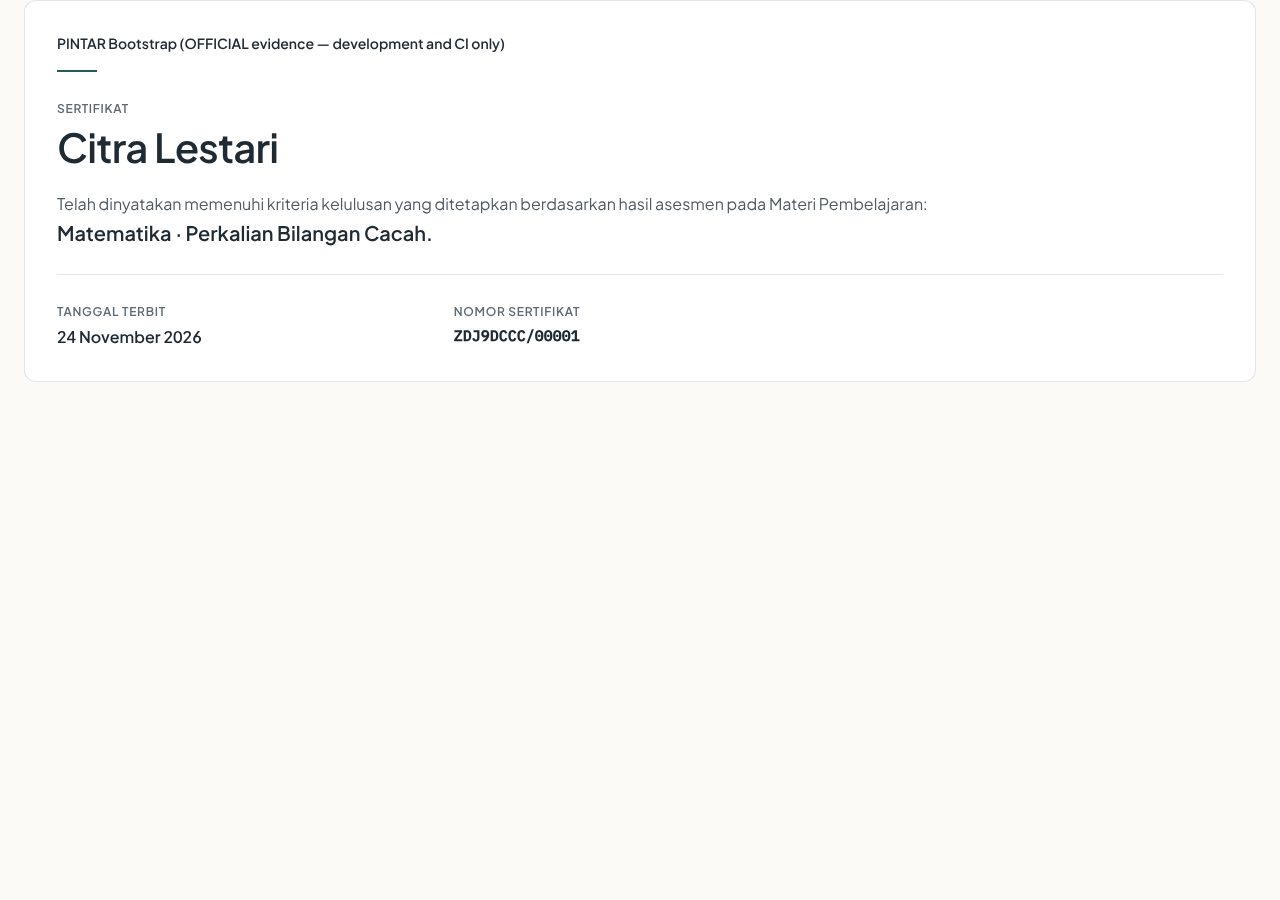 PINTAR Bootstrap (OFFICIAL evidence — development and CI only)
SERTIFIKAT
Citra Lestari
Telah dinyatakan memenuhi kriteria kelulusan yang ditetapkan berdasarkan hasil asesmen pada Materi Pembelajaran:
Matematika · Perkalian Bilangan Cacah.
TANGGAL TERBIT
24 November 2026
NOMOR SERTIFIKAT
ZDJ9DCCC/00001